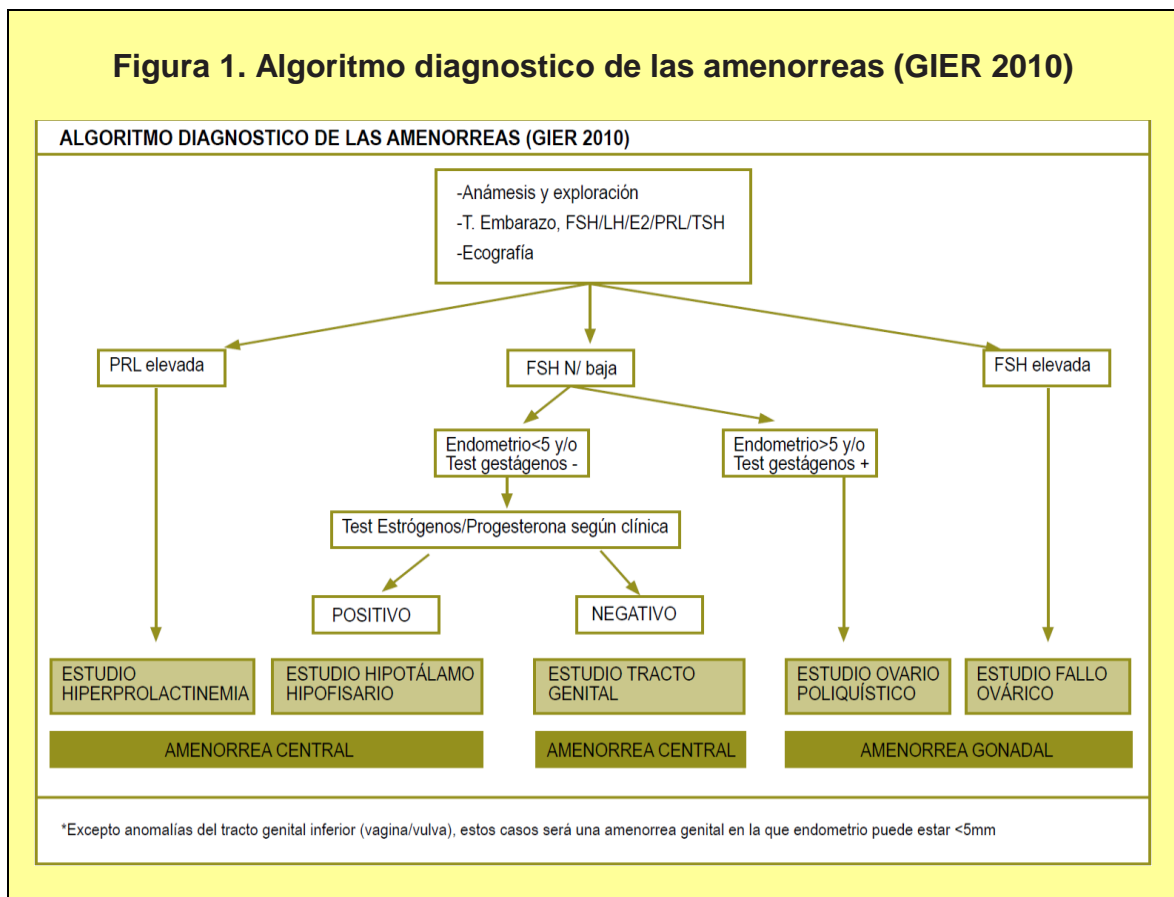 Figura 1. Algoritmo diagnostico de las amenorreas (GIER 2010)
ALGORITMO DIAGNOSTICO DE LAS AMENORREAS (GIER 2010)
-Anámesis y exploración
-T. Embarazo, FSH/LH/E2/PRL/TSH
-Ecografía
PRL elevada
FSH N/ baja
FSH elevada
Endometrio<5 y/o
Test gestágenos -
Endometrio>5 y/o
Test gestágenos +
Test Estrógenos/Progesterona según clínica
POSITIVO
NEGATIVO
ESTUDIO
HIPERPROLACTINEMIA
ESTUDIO HIPOTÁLAMO
HIPOFISARIO
ESTUDIO TRACTO
GENITAL
ESTUDIO OVARIO
POLIQUÍSTICO
ESTUDIO FALLO
OVÁRICO
AMENORREA CENTRAL
AMENORREA CENTRAL
AMENORREA GONADAL
*Excepto anomalías del tracto genital inferior (vagina/vulva), estos casos será una amenorrea genital en la que endometrio puede estar <5mm